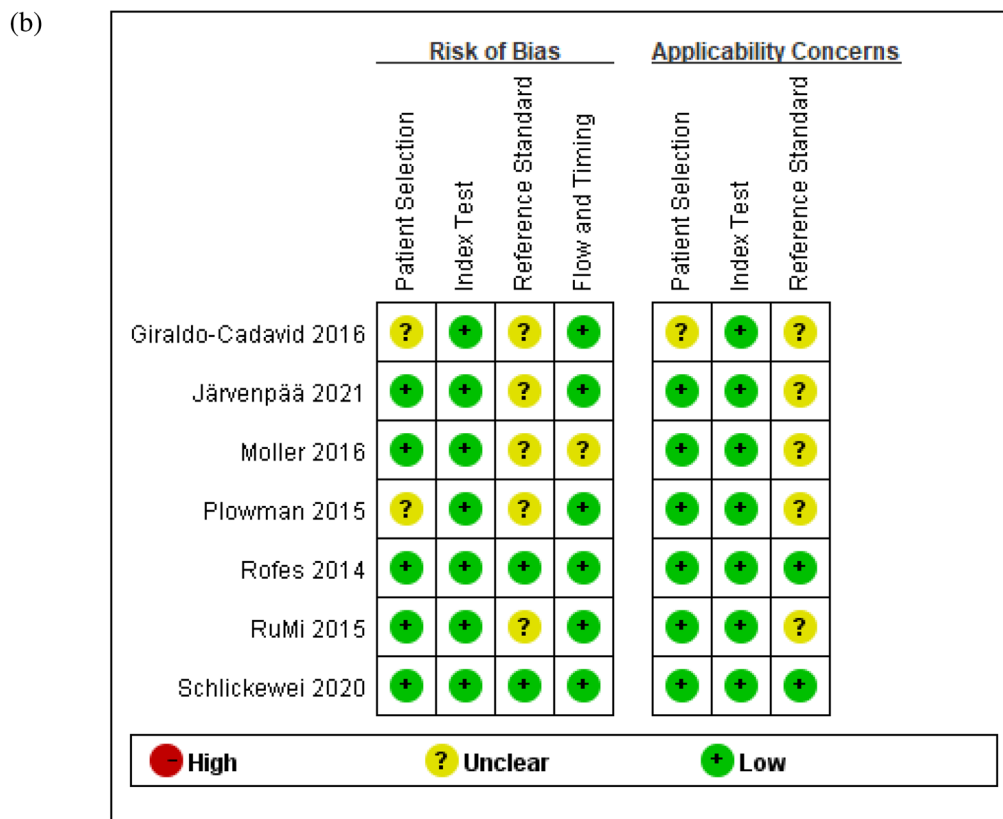 (b)
Risk of Bias Applicability Concerns
Patient Selection Index Test Reference Standard Flow and Timing Patient Selection Index Test Reference Standard
Giraldo-Cadavid 2016 ? + ? + ? + ?
Järvenpää 2021 + + ? + + + ?
Moller 2016 + + ? ? + + ?
Plowman 2015 ? + ? + + + ?
Rofes 2014 + + + + + + +
RuMi 2015 + + ? + + + ?
Schlickewei 2020 + + + + + + +
- High ? Unclear + Low